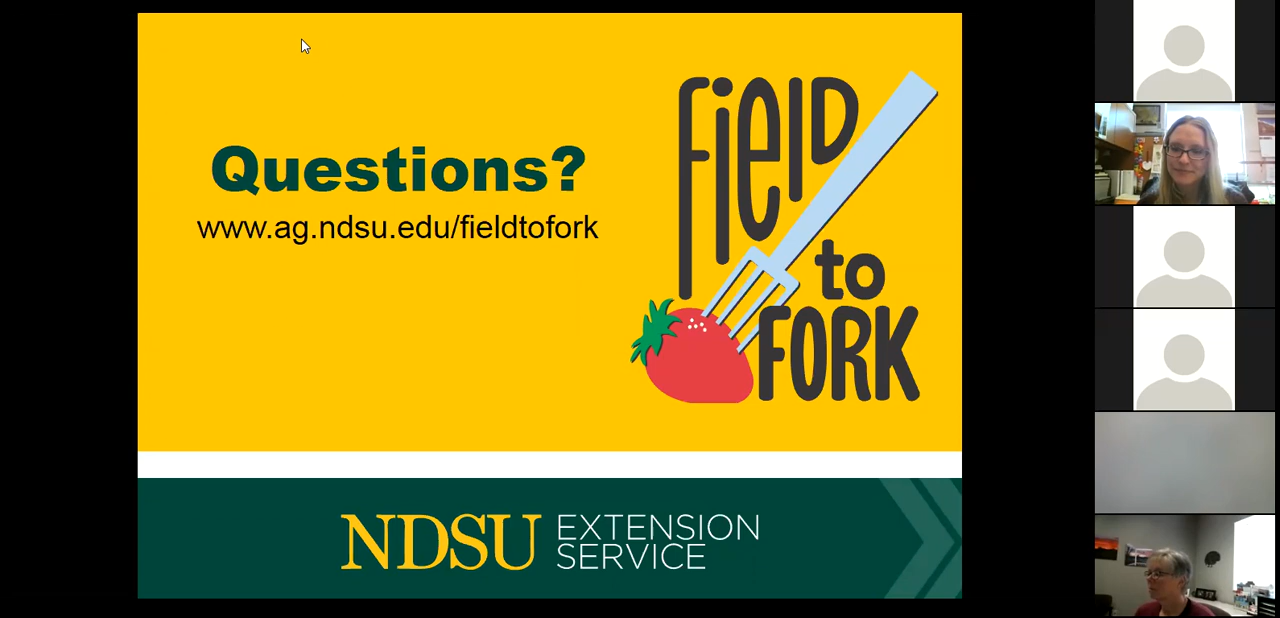 Questions?
www.ag.ndsu.edu/fieldtofork
field
to
FORK
NDSU
EXTENSION
SERVICE